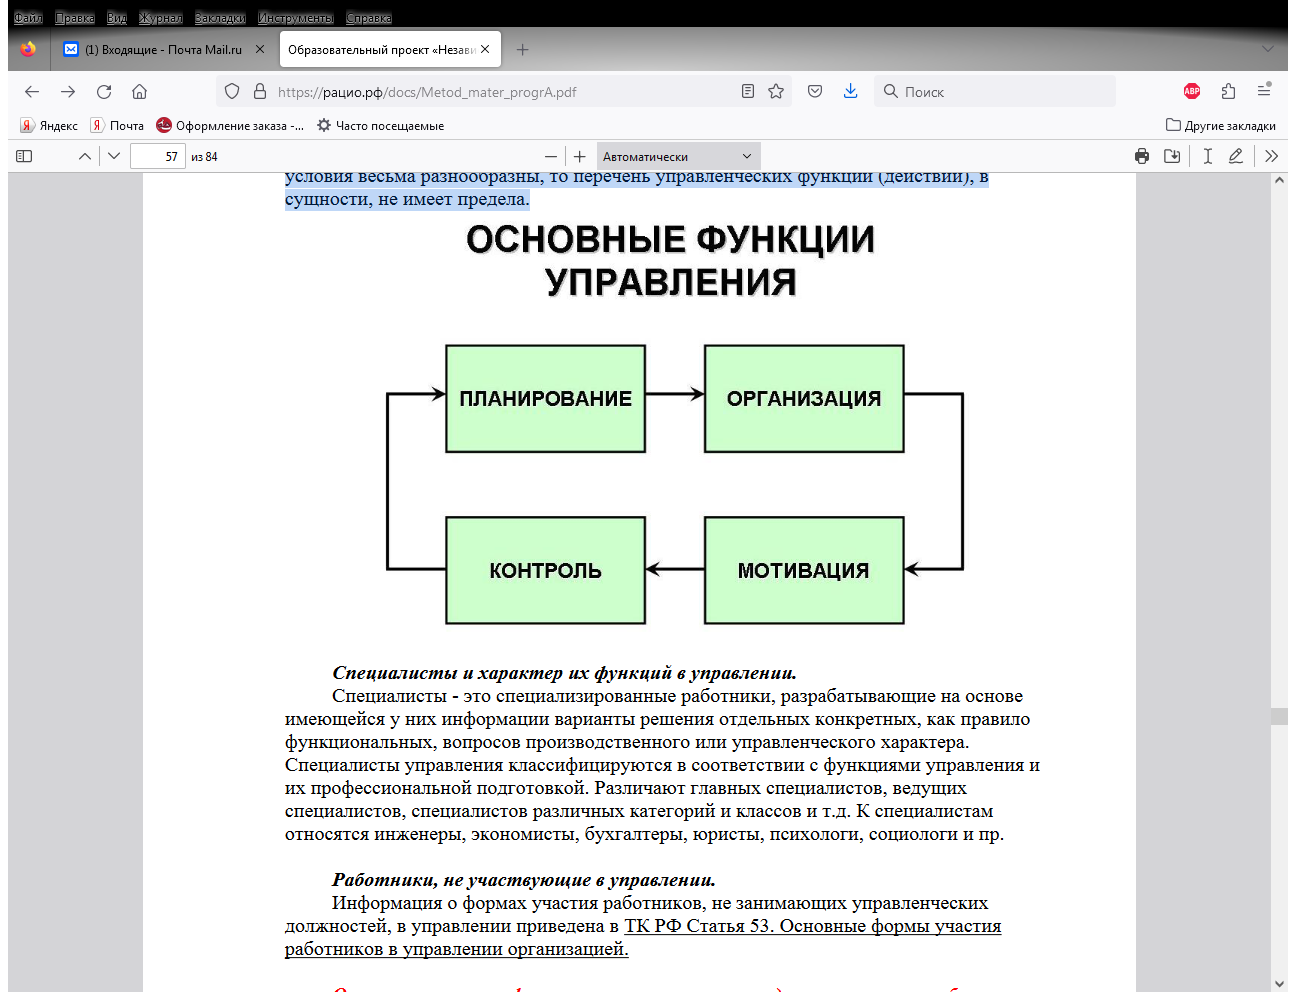 Файл Правка Вид Журнал Закладки Инструменты Справка
(1) Входящие - Почта Mail.ru
Образовательный проект «Незави
https://рацио.рф/docs/Metod_mater_progrA.pdf
Поиск
ABP
Яндекс Почта Оформление заказа -... Часто посещаемые Другие закладки
57 из 84 Автоматически
условия весьма разнообразны, то перечень управленческих функций (действий), в
сущности, не имеет предела.
ОСНОВНЫЕ ФУНКЦИИ
УПРАВЛЕНИЯ
ПЛАНИРОВАНИЕ
ОРГАНИЗАЦИЯ
КОНТРОЛЬ
МОТИВАЦИЯ
Специалисты и характер их функций в управлении.
Специалисты - это специализированные работники, разрабатывающие на основе
имеющейся у них информации варианты решения отдельных конкретных, как правило
функциональных, вопросов производственного или управленческого характера.
Специалисты управления классифицируются в соответствии с функциями управления и
их профессиональной подготовкой. Различают главных специалистов, ведущих
специалистов, специалистов различных категорий и классов и т.д. К специалистам
относятся инженеры, экономисты, бухгалтеры, юристы, психологи, социологи и пр.
Работники, не участвующие в управлении.
Информация о формах участия работников, не занимающих управленческих
должностей, в управлении приведена в ТК РФ Статья 53. Основные формы участия
работников в управлении организацией.